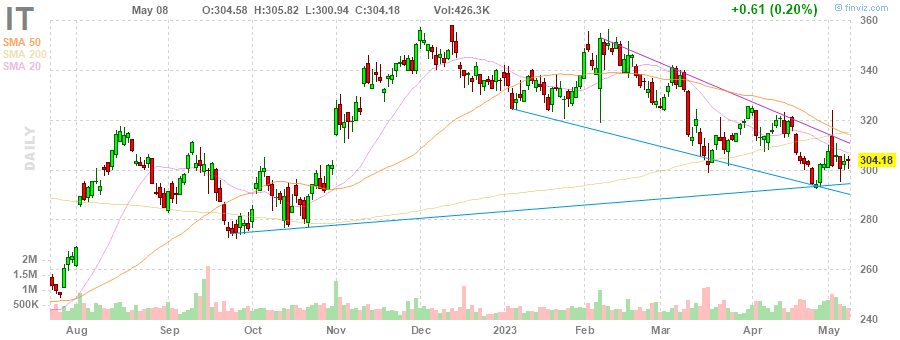 IT
May 08 O:304.58 H:305.82 L:300.94 C:304.18 Vol:426.3K +0.61 (0.20%) © finviz.com
SMA 50
SMA 200
SMA 20
DAILY
360
340
320
304.18
300
280
260
240
2M
1.5M
1M
500K
Aug Sep Oct Nov Dec 2023 Feb Mar Apr May